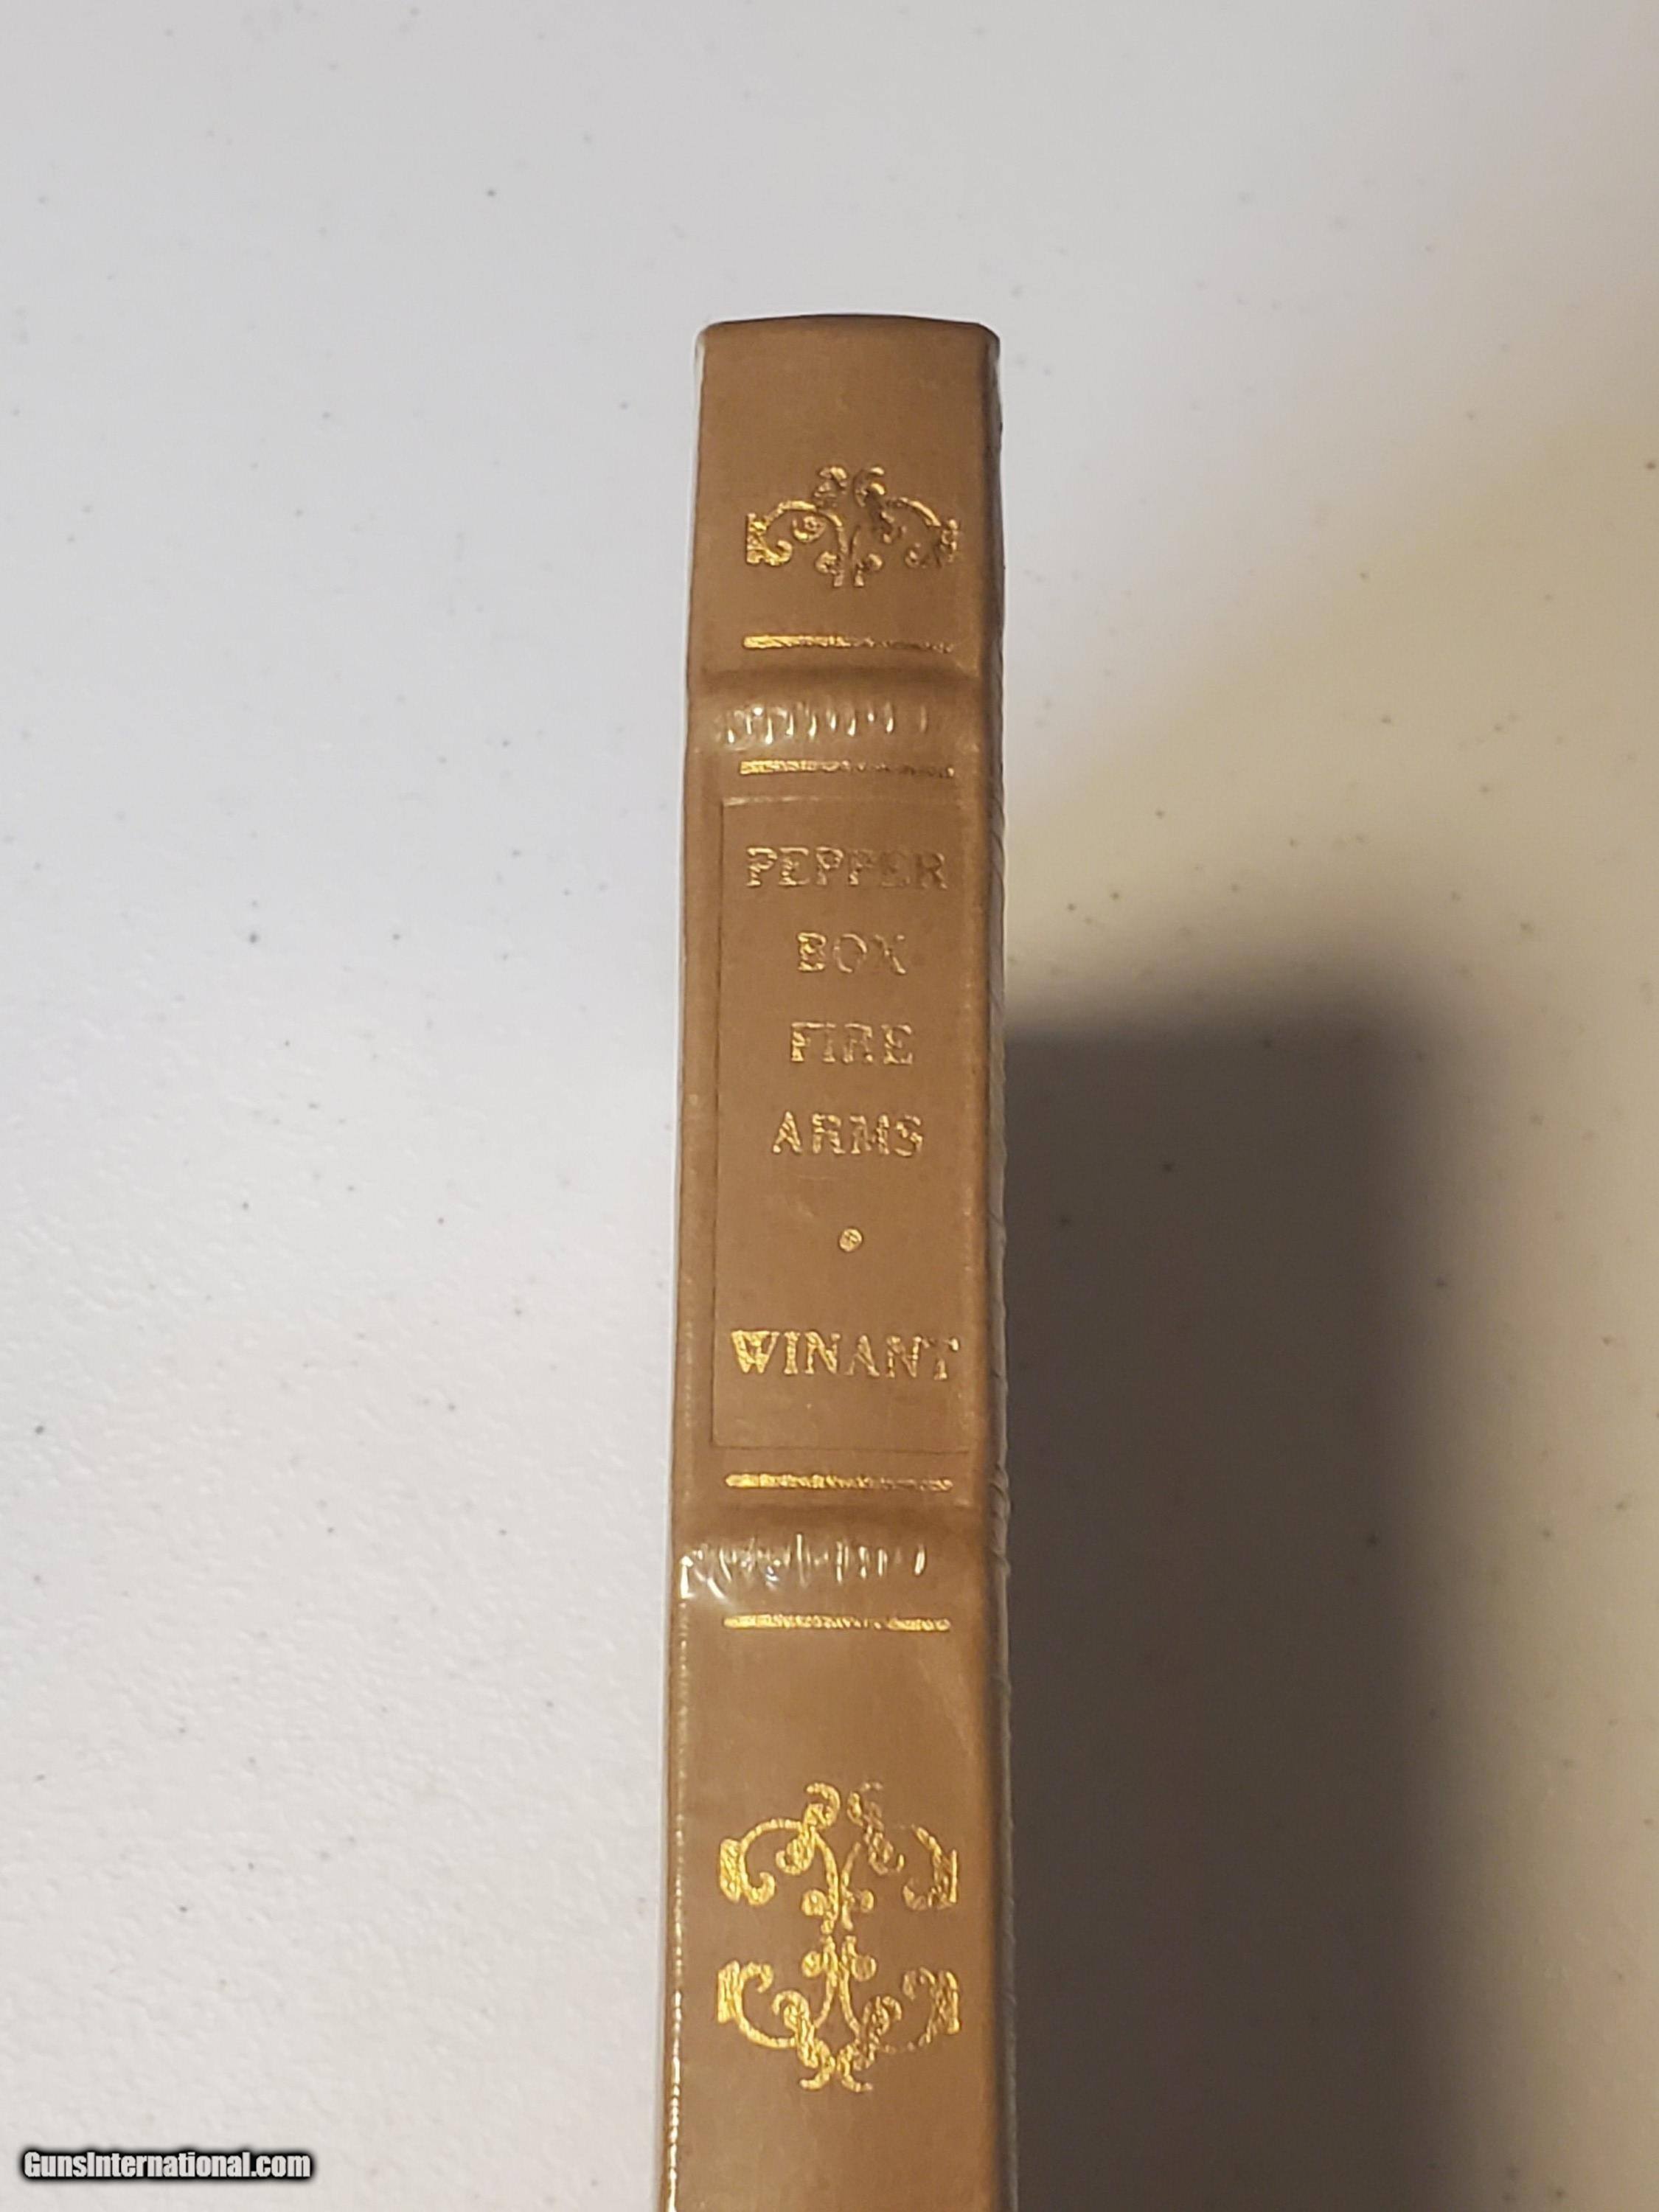 PEPPER
BOX
FIRE
ARMS
•
WINANT
GunsInternational.com